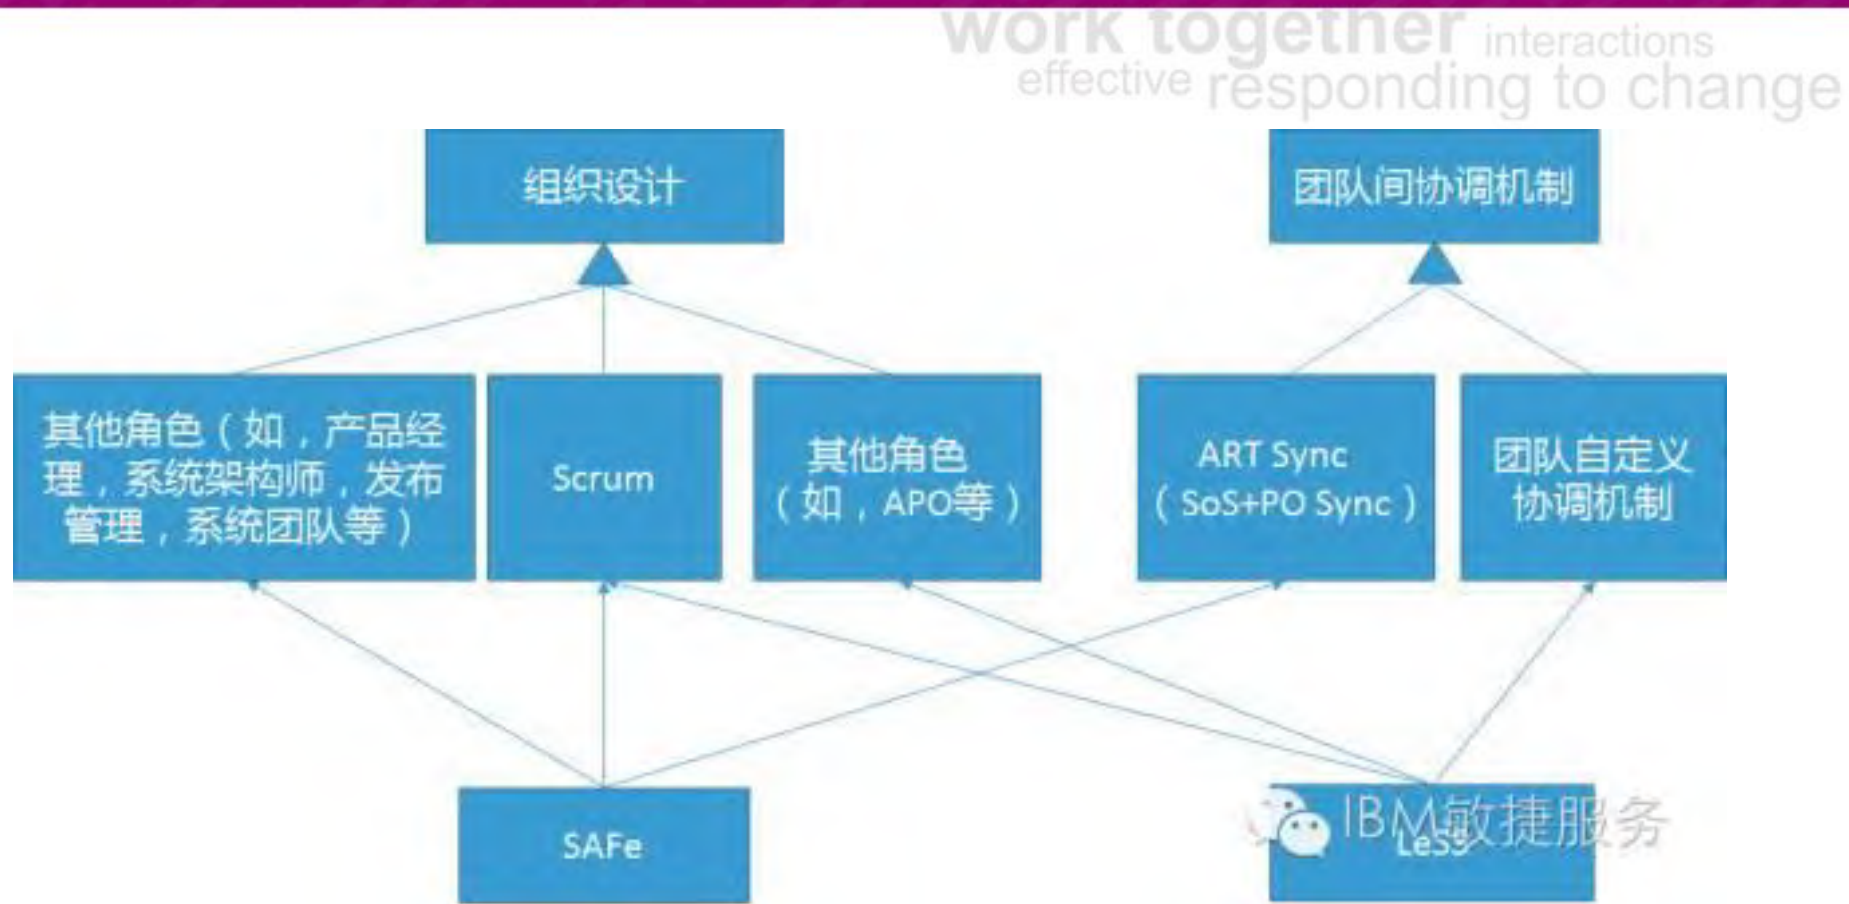 work together interactions
effective responding to change
组织设计
团队间协调机制
其他角色（如，产品经
理，系统架构师，发布
管理，系统团队等）
Scrum
其他角色
（如，APO等）
ART Sync
（SoS+PO Sync）
团队自定义
协调机制
SAFe
IBM敏捷服务
LeSS